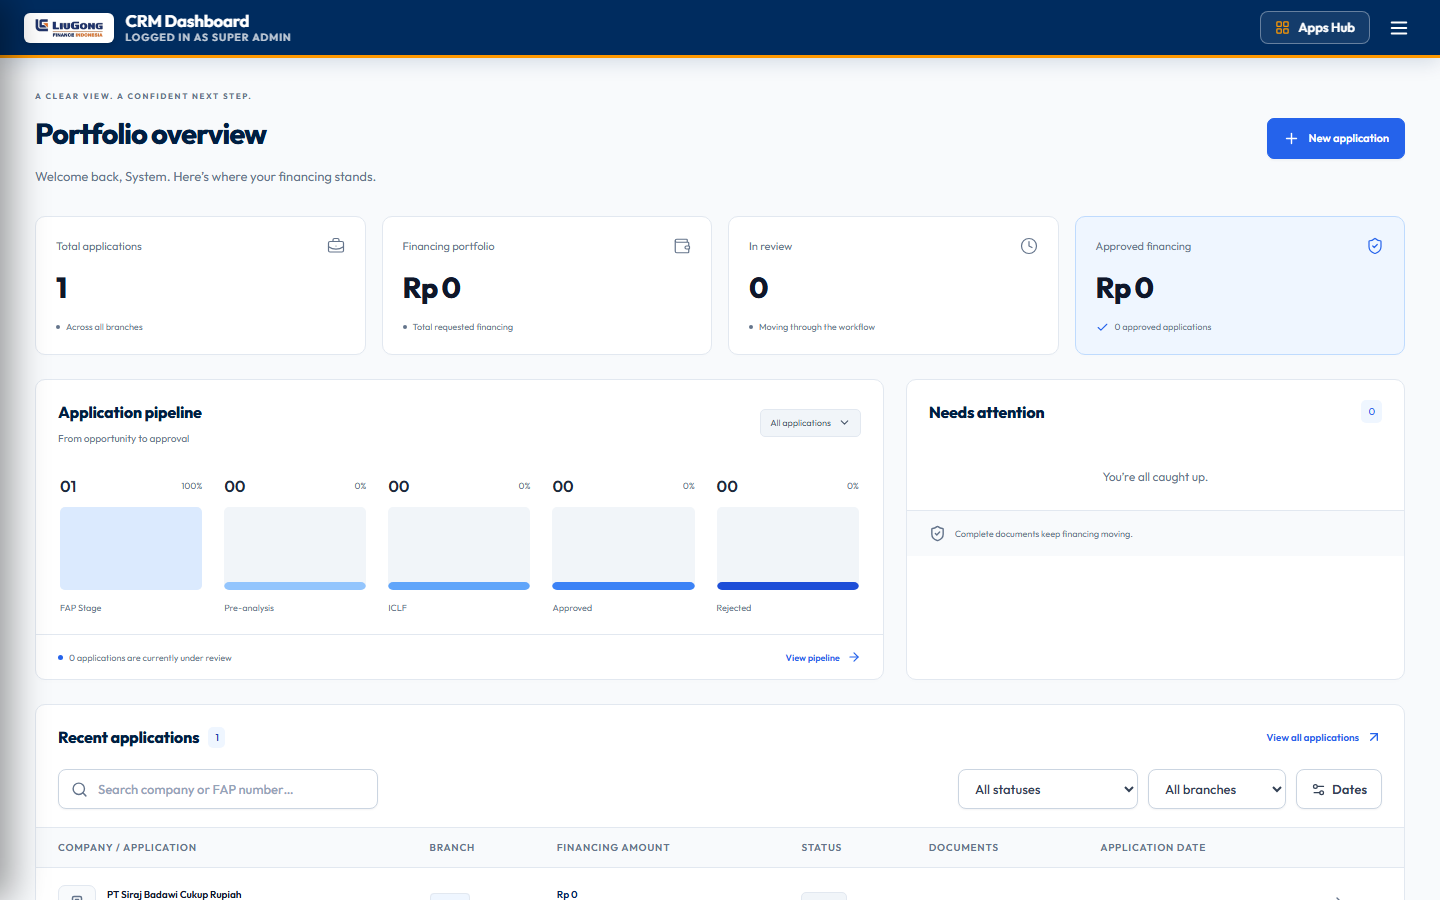 LiuGong
FINANCE INDONESIA
CRM Dashboard
LOGGED IN AS SUPER ADMIN
Apps Hub
A CLEAR VIEW. A CONFIDENT NEXT STEP.
Portfolio overview
New application
Welcome back, System. Here's where your financing stands.
Total applications
1
Across all branches
Financing portfolio
Rp 0
Total requested financing
In review
0
Moving through the workflow
Approved financing
Rp 0
0 approved applications
Application pipeline
From opportunity to approval
All applications
01 100%
FAP Stage
00 0%
Pre-analysis
00 0%
ICLF
00 0%
Approved
00 0%
Rejected
0 applications are currently under review
View pipeline
Needs attention
0
You're all caught up.
Complete documents keep financing moving.
Recent applications 1
View all applications
Search company or FAP number...
All statuses
All branches
Dates
COMPANY / APPLICATION BRANCH FINANCING AMOUNT STATUS DOCUMENTS APPLICATION DATE
PT Siraj Badawi Cukup Rupiah Rp 0